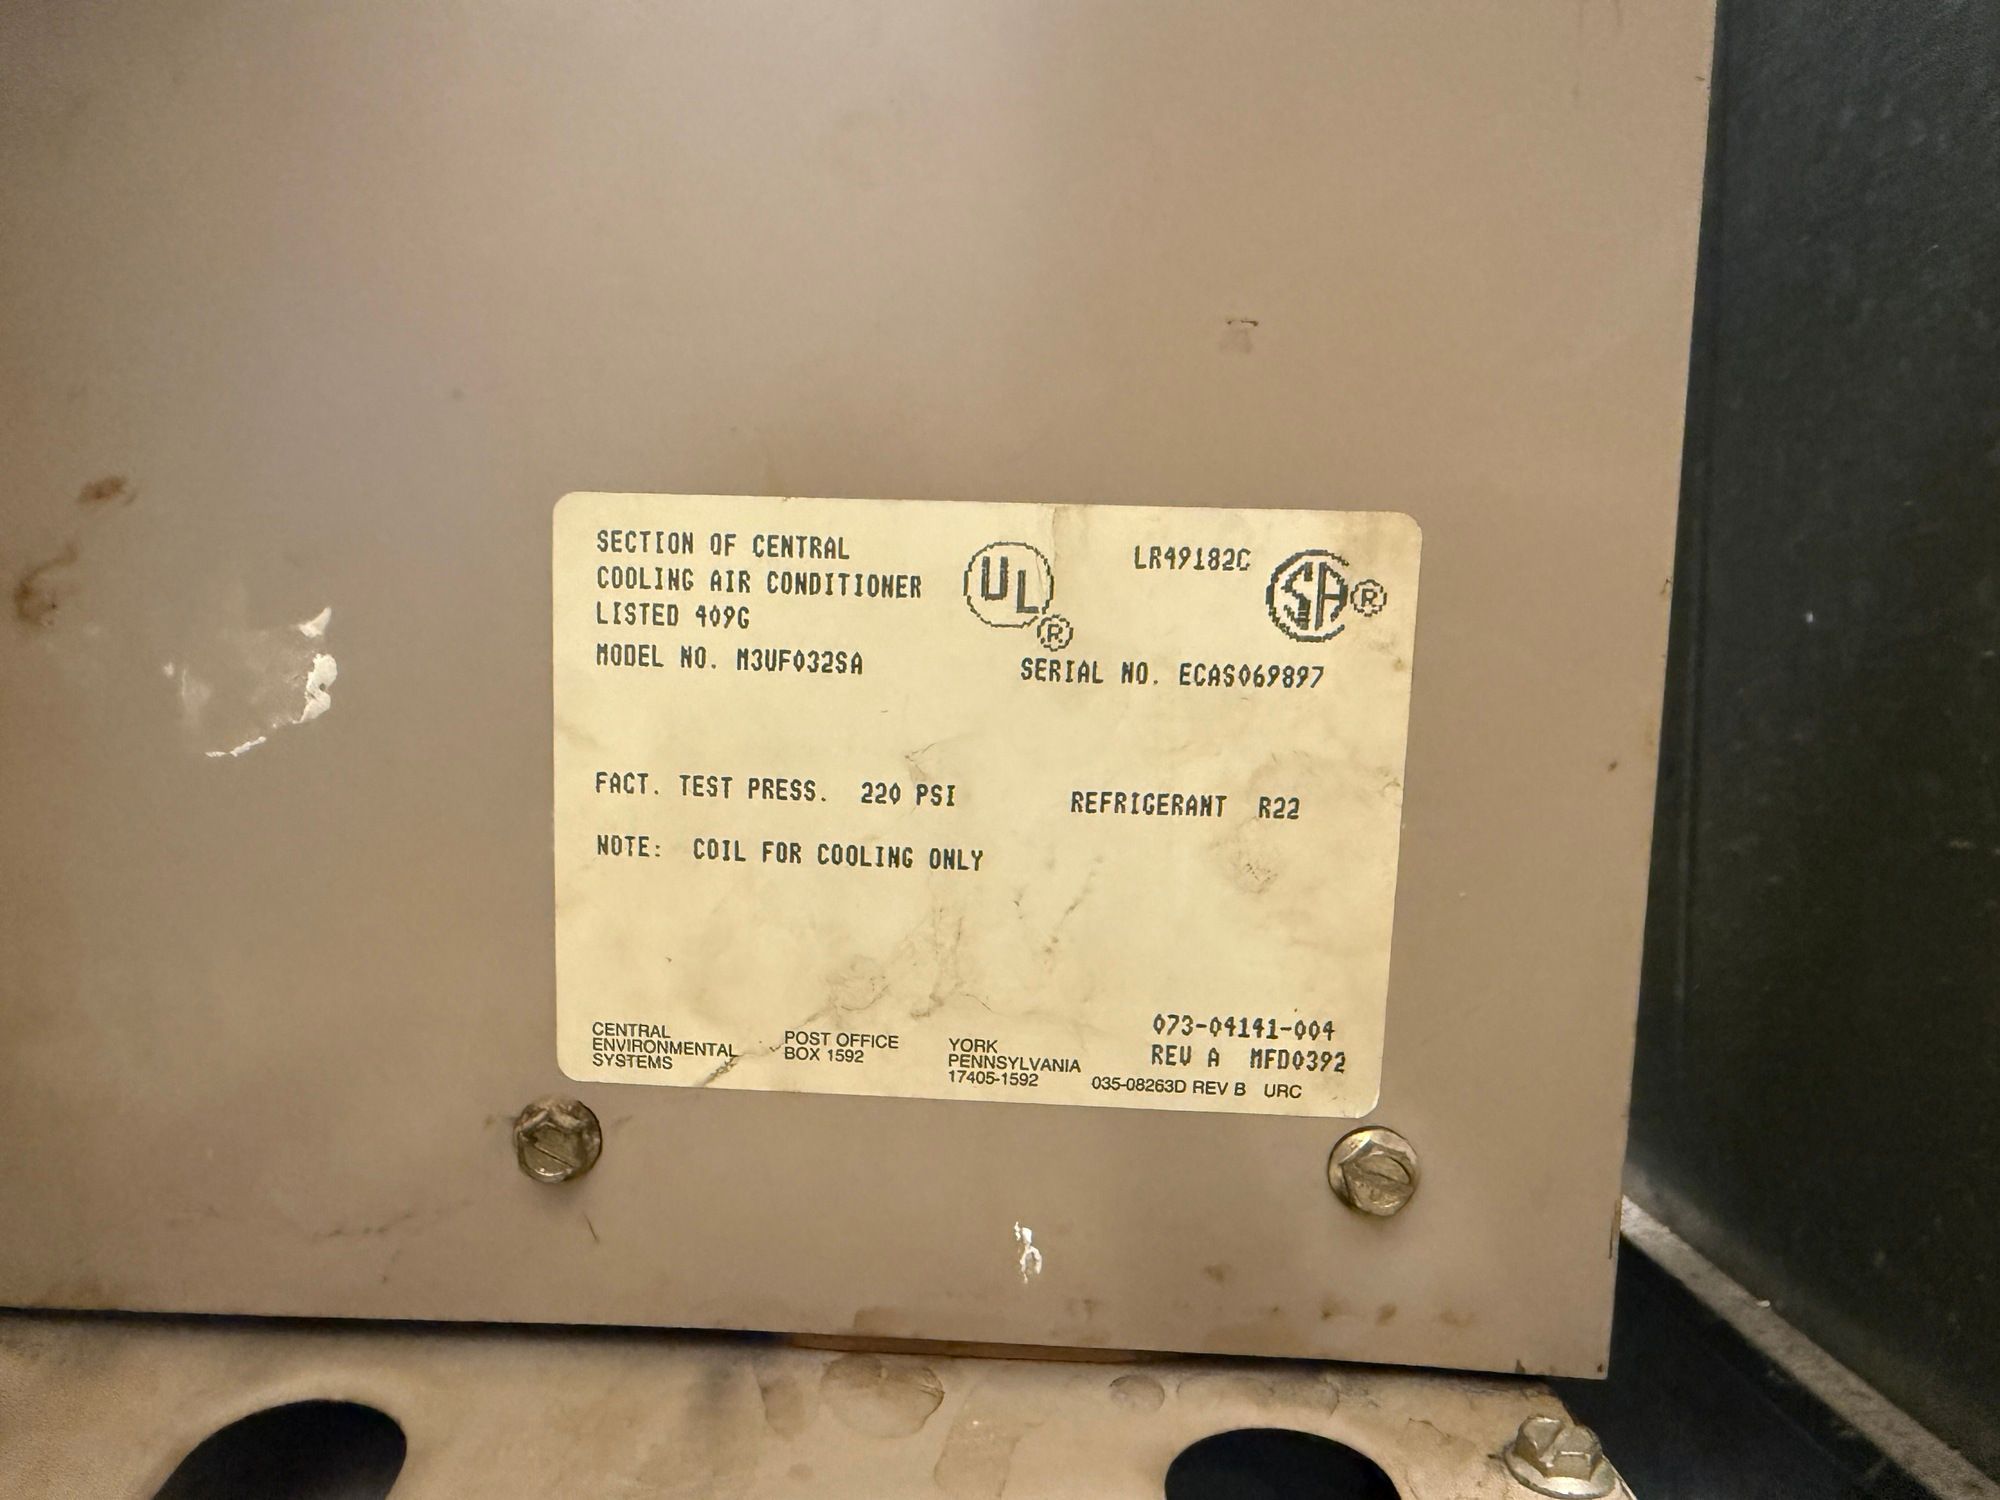 SECTION OF CENTRAL
COOLING AIR CONDITIONER
LISTED 409G
UL ®
LR49182C
SA ®
MODEL NO. M3UF032SA SERIAL NO. ECAS069897
FACT. TEST PRESS. 220 PSI REFRIGERANT R22
NOTE: COIL FOR COOLING ONLY
CENTRAL
ENVIRONMENTAL
SYSTEMS
POST OFFICE
BOX 1592
YORK
PENNSYLVANIA
17405-1592
073-04141-004
REV A MFD0392
035-08263D REV B URC